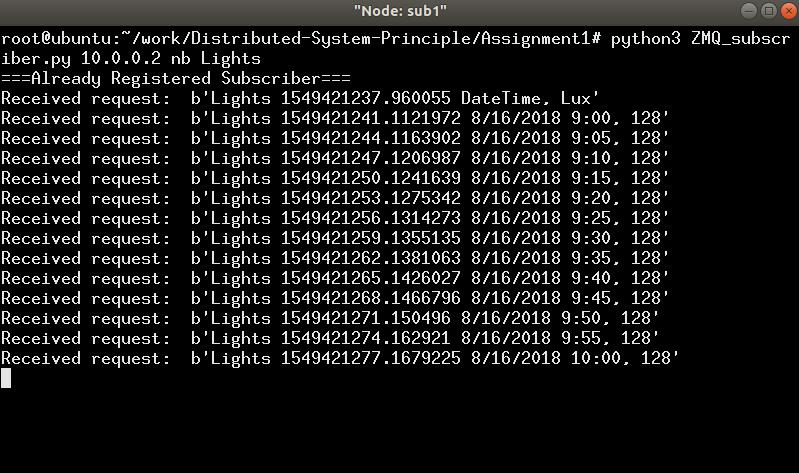 "Node: sub1"
root@ubuntu:~/work/Distributed-System-Principle/Assignment1# python3 ZMQ_subscr
iber.py 10.0.0.2 nb Lights
===Already Registered Subscriber===
Received request:  b'Lights 1549421237.960055 DateTime, Lux'
Received request:  b'Lights 1549421241.1121972 8/16/2018 9:00, 128'
Received request:  b'Lights 1549421244.1163902 8/16/2018 9:05, 128'
Received request:  b'Lights 1549421247.1206987 8/16/2018 9:10, 128'
Received request:  b'Lights 1549421250.1241639 8/16/2018 9:15, 128'
Received request:  b'Lights 1549421253.1275342 8/16/2018 9:20, 128'
Received request:  b'Lights 1549421256.1314273 8/16/2018 9:25, 128'
Received request:  b'Lights 1549421259.1355135 8/16/2018 9:30, 128'
Received request:  b'Lights 1549421262.1381063 8/16/2018 9:35, 128'
Received request:  b'Lights 1549421265.1426027 8/16/2018 9:40, 128'
Received request:  b'Lights 1549421268.1466796 8/16/2018 9:45, 128'
Received request:  b'Lights 1549421271.150496 8/16/2018 9:50, 128'
Received request:  b'Lights 1549421274.162921 8/16/2018 9:55, 128'
Received request:  b'Lights 1549421277.1679225 8/16/2018 10:00, 128'